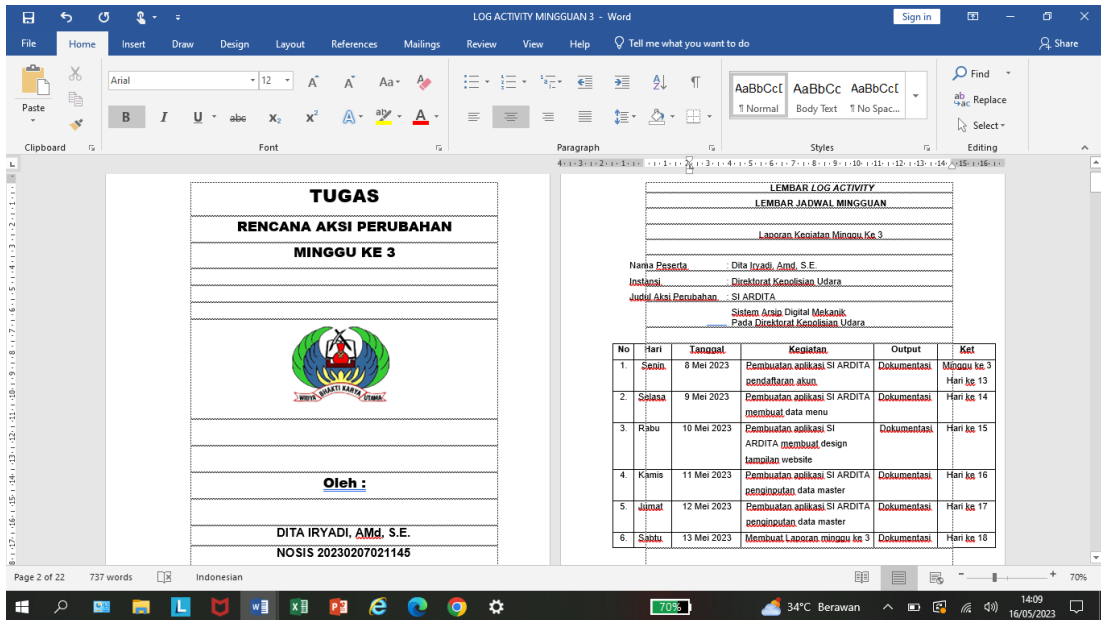 LOG ACTIVITY MINGGUAN 3 - Word
Sign in
File Home Insert Draw Design Layout References Mailings Review View Help Tell me what you want to do Share
Paste
Clipboard
Arial 12
Font
Paragraph
AaBbCcI AaBbCc AaBbCcI
¶ Normal Body Text ¶ No Spac...
Styles
Find
Replace
Select
Editing
TUGAS
RENCANA AKSI PERUBAHAN
MINGGU KE 3
WIDYA BHAKTI KARYA UTAMA
Oleh :
DITA IRYADI, AMd, S.E.
NOSIS 20230207021145
LEMBAR LOG ACTIVITY
LEMBAR JADWAL MINGGUAN
Laporan Kegiatan Minggu Ke 3
Nama Peserta : Dita Iryadi, Amd, S.E.
Instansi : Direktorat Kepolisian Udara
Judul Aksi Perubahan : SI ARDITA
Sistem Arsip Digital Mekanik
Pada Direktorat Kepolisian Udara
No Hari Tanggal Kegiatan Output Ket
1. Senin 8 Mei 2023 Pembuatan aplikasi SI ARDITA Dokumentasi Minggu ke 3
pendaftaran akun Hari ke 13
2. Selasa 9 Mei 2023 Pembuatan aplikasi SI ARDITA Dokumentasi Hari ke 14
membuat data menu
3. Rabu 10 Mei 2023 Pembuatan aplikasi SI Dokumentasi Hari ke 15
ARDITA membuat design
tampilan website
4. Kamis 11 Mei 2023 Pembuatan aplikasi SI ARDITA Dokumentasi Hari ke 16
penginputan data master
5. Jumat 12 Mei 2023 Pembuatan aplikasi SI ARDITA Dokumentasi Hari ke 17
penginputan data master
6. Sabtu 13 Mei 2023 Membuat Laporan minggu ke 3 Dokumentasi Hari ke 18
Page 2 of 22 737 words Indonesian 70%
70% 34°C Berawan 14:09
16/05/2023